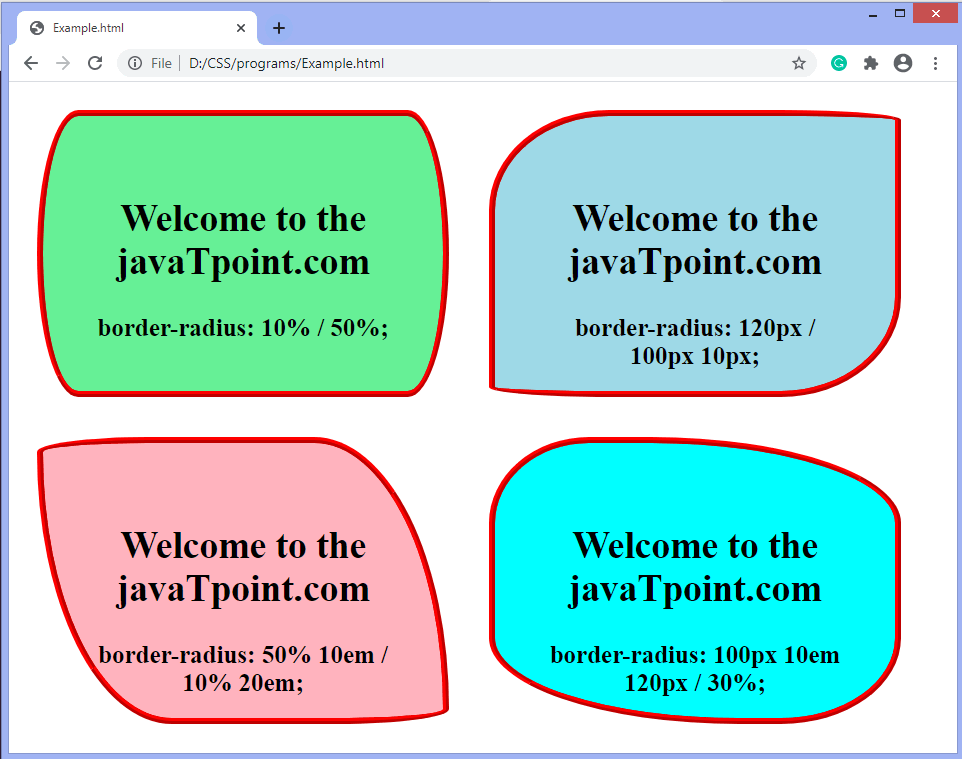 Example.html
File D:/CSS/programs/Example.html
Welcome to the
javaTpoint.com
border-radius: 10% / 50%;
Welcome to the
javaTpoint.com
border-radius: 120px /
100px 10px;
Welcome to the
javaTpoint.com
border-radius: 50% 10em /
10% 20em;
Welcome to the
javaTpoint.com
border-radius: 100px 10em
120px / 30%;